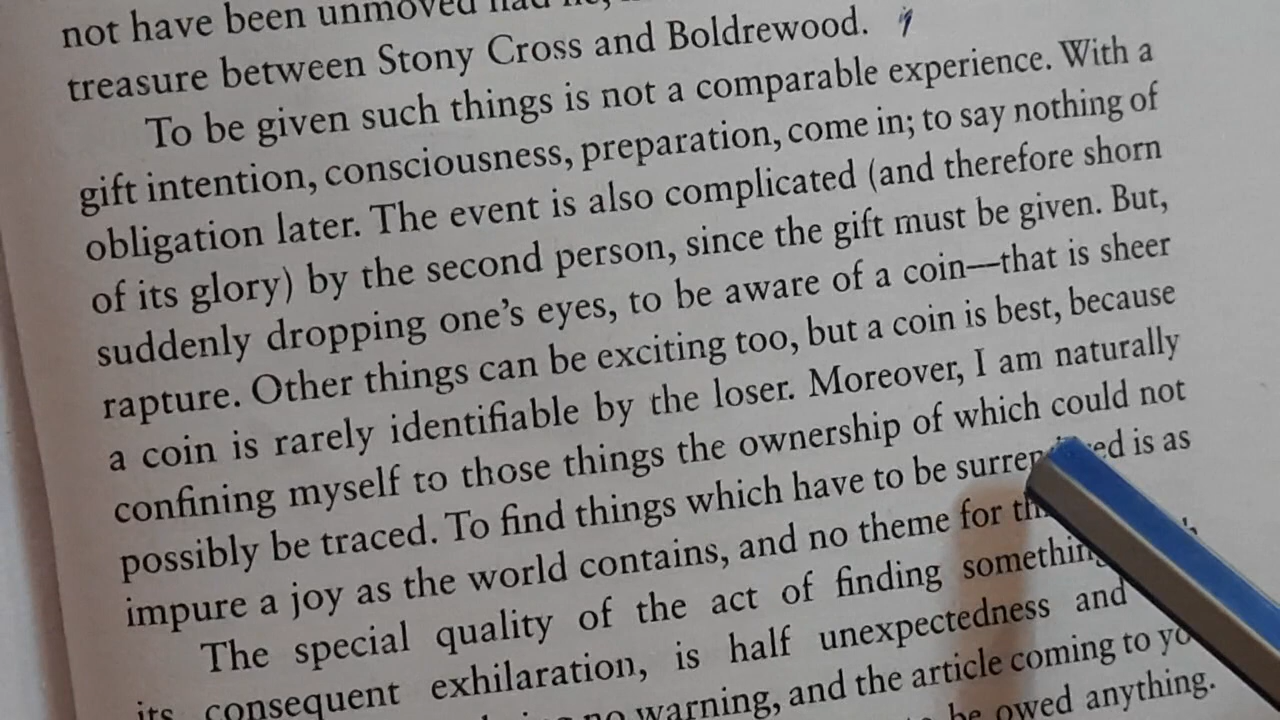 not have been unmoved had he,
treasure between Stony Cross and Boldrewood.
To be given such things is not a comparable experience. With a
gift intention, consciousness, preparation, come in; to say nothing of
obligation later. The event is also complicated (and therefore shorn
of its glory) by the second person, since the gift must be given. But,
suddenly dropping one's eyes, to be aware of a coin—that is sheer
rapture. Other things can be exciting too, but a coin is best, because
a coin is rarely identifiable by the loser. Moreover, I am naturally
confining myself to those things the ownership of which could not
possibly be traced. To find things which have to be surrendered is as
impure a joy as the world contains, and no theme for
The special quality of the act of finding something
its consequent exhilaration, is half unexpectedness and
no warning, and the article coming to
be owed anything.